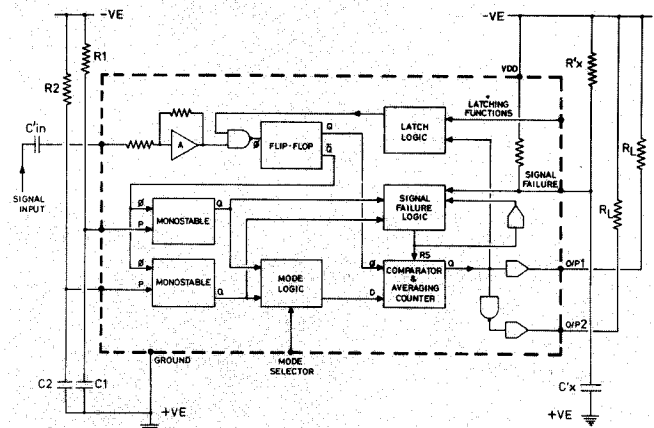 -VE
-VE
R1
R2
VDD
R'x
C'in
LATCHING
FUNCTIONS
Q
A
Ø
FLIP-FLOP
Q̄
LATCH
LOGIC
RL
SIGNAL
FAILURE
SIGNAL
INPUT
RL
Ø
MONOSTABLE
Q
P
SIGNAL
FAILURE
LOGIC
RS
Ø
MONOSTABLE
P
Q
MODE
LOGIC
Ø
COMPARATOR
&
AVERAGING
COUNTER
Q
D
O/P1
O/P2
GROUND
MODE
SELECTOR
C2
C1
+VE
C'x
+VE